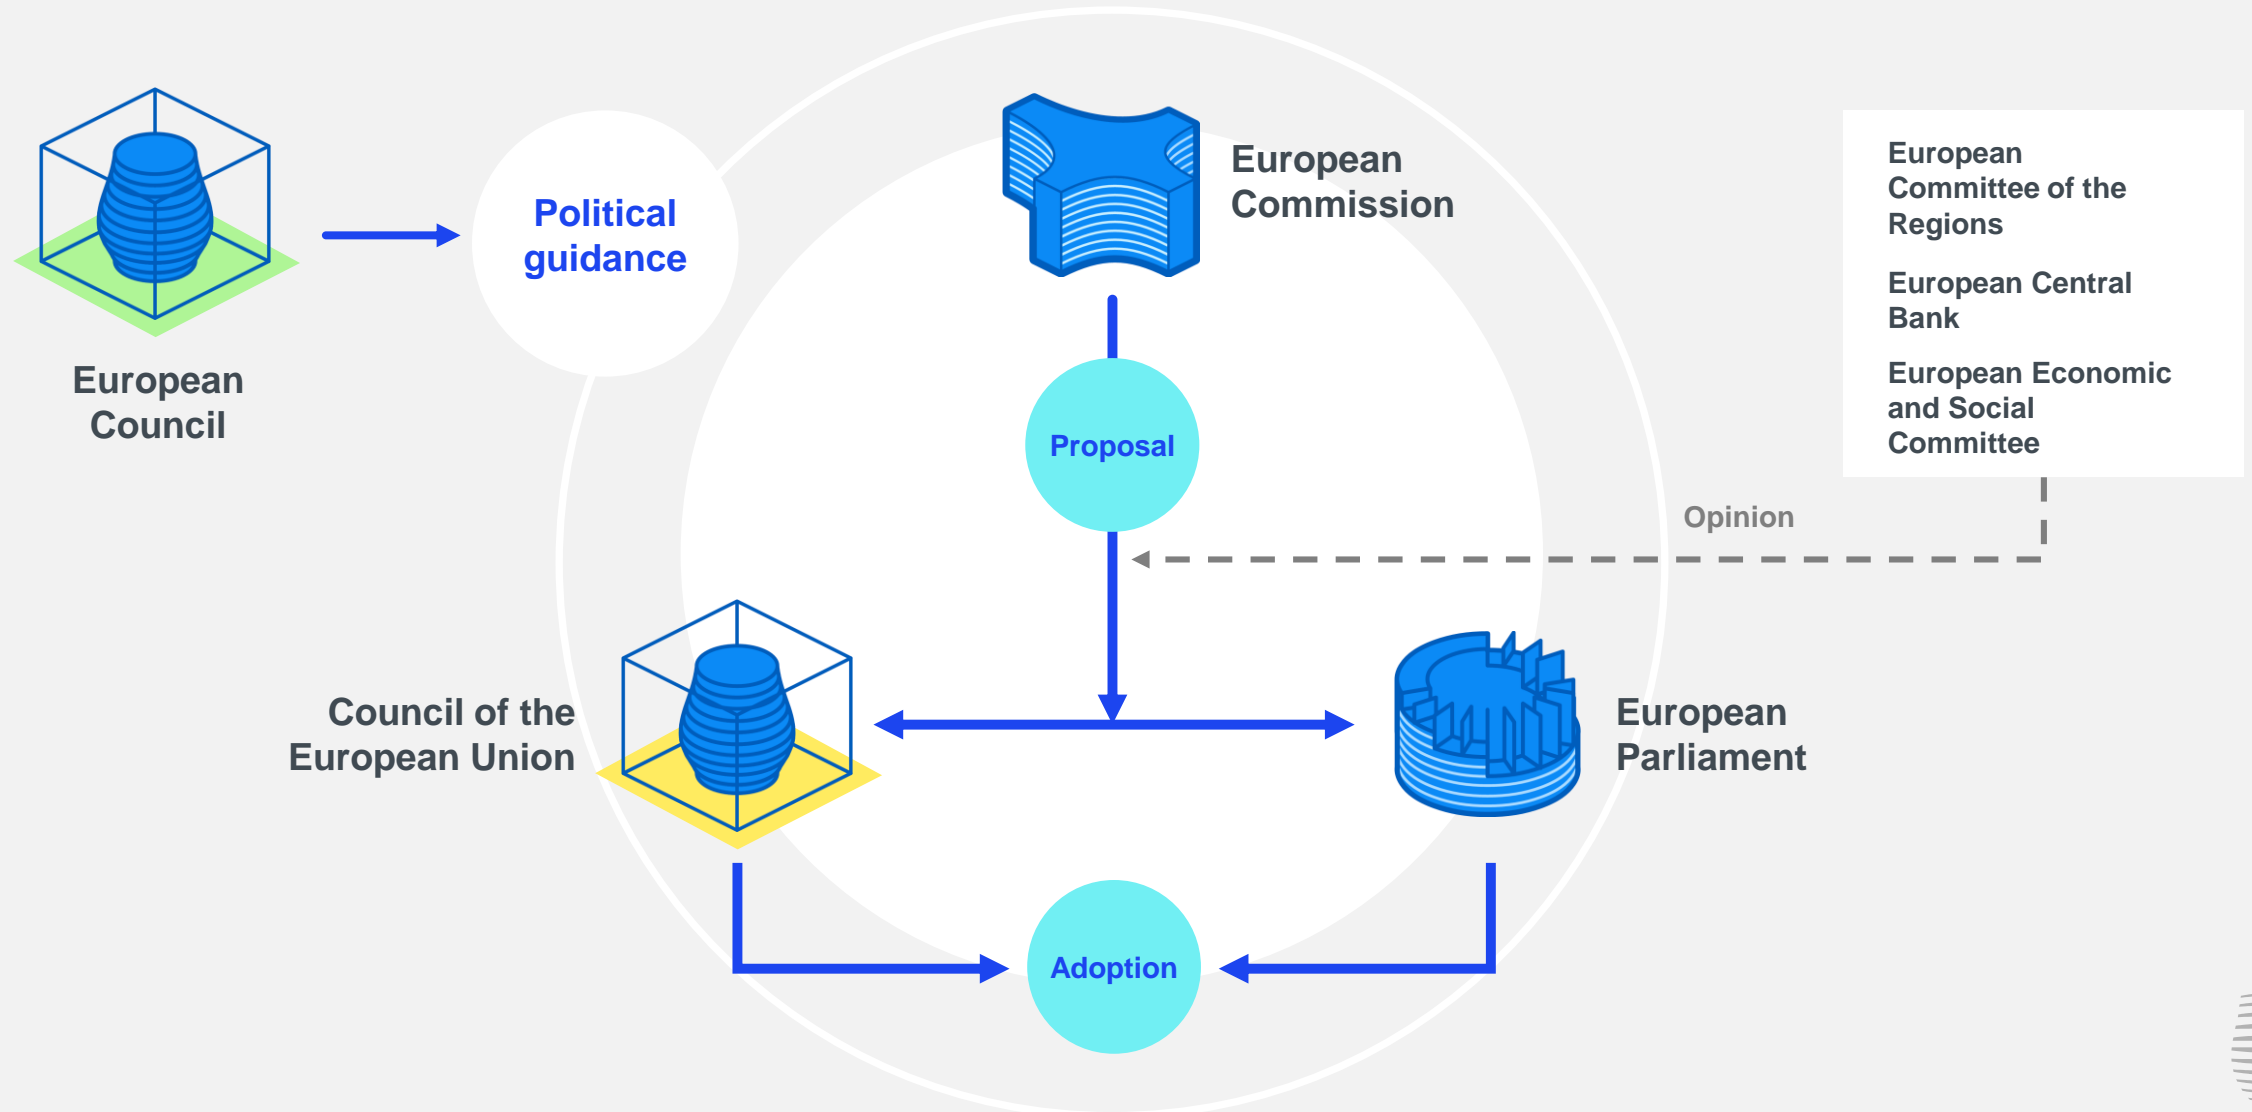 European
Council
Political
guidance
European
Commission
Proposal
European
Committee of the
Regions
European Central
Bank
European Economic
and Social
Committee
Opinion
Council of the
European Union
European
Parliament
Adoption